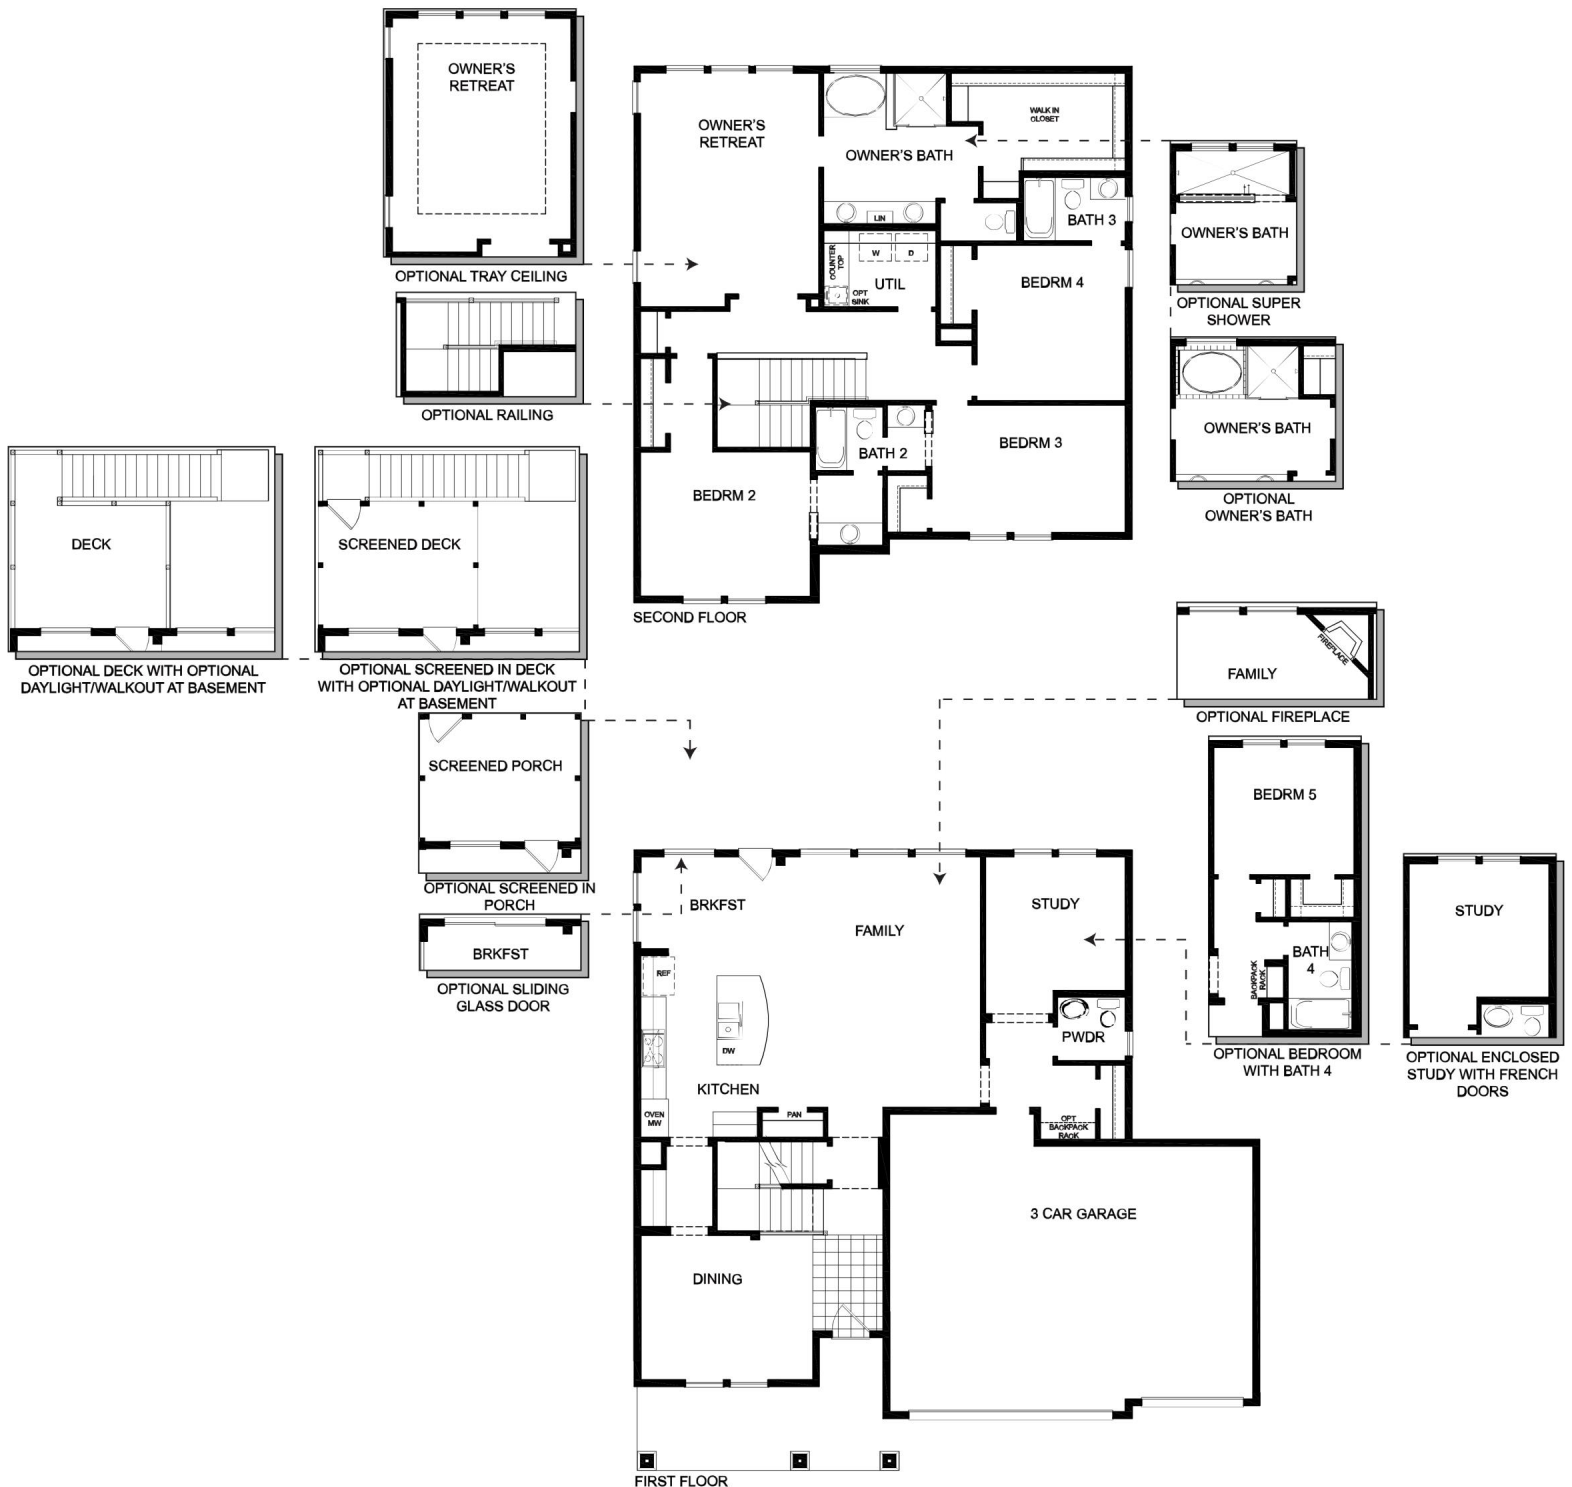 OWNER'S
RETREAT
OPTIONAL TRAY CEILING
OPTIONAL RAILING
OWNER'S
RETREAT
OWNER'S BATH
WALK IN
CLOSET
LIN
BATH 3
COUNTER
TOP
W
D
UTIL
OPT
SINK
BEDRM 4
BATH 2
BEDRM 3
BEDRM 2
SECOND FLOOR
OWNER'S BATH
OPTIONAL SUPER
SHOWER
OWNER'S BATH
OPTIONAL
OWNER'S BATH
DECK
OPTIONAL DECK WITH OPTIONAL
DAYLIGHT/WALKOUT AT BASEMENT
SCREENED DECK
OPTIONAL SCREENED IN DECK
WITH OPTIONAL DAYLIGHT/WALKOUT
AT BASEMENT
SCREENED PORCH
OPTIONAL SCREENED IN
PORCH
BRKFST
OPTIONAL SLIDING
GLASS DOOR
FIREPLACE
FAMILY
OPTIONAL FIREPLACE
BEDRM 5
BATH
4
BACKPACK
RACK
OPTIONAL BEDROOM
WITH BATH 4
STUDY
OPTIONAL ENCLOSED
STUDY WITH FRENCH
DOORS
BRKFST
FAMILY
STUDY
REF
DW
PWDR
KITCHEN
OVEN
MW
PAN
OPT
BACKPACK
RACK
3 CAR GARAGE
DINING
FIRST FLOOR